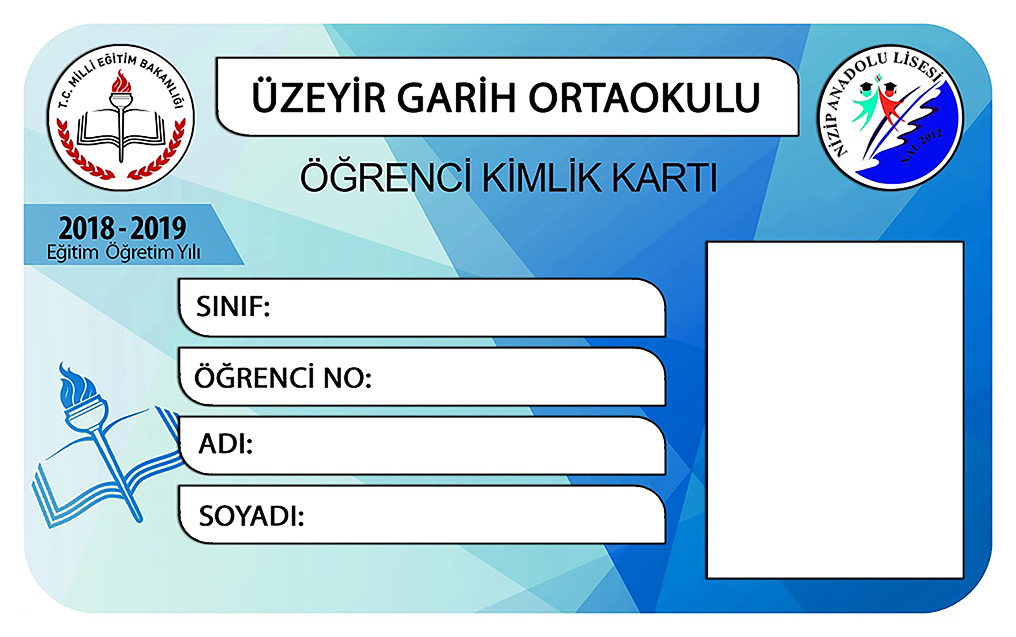 T.C. MİLLİ EĞİTİM BAKANLIĞI
ÜZEYİR GARİH ORTAOKULU
NİZİP ANADOLU LİSESİ
SAL-2012
ÖĞRENCİ KİMLİK KARTI
2018 - 2019
Eğitim Öğretim Yılı
SINIF:
ÖĞRENCİ NO:
ADI:
SOYADI: